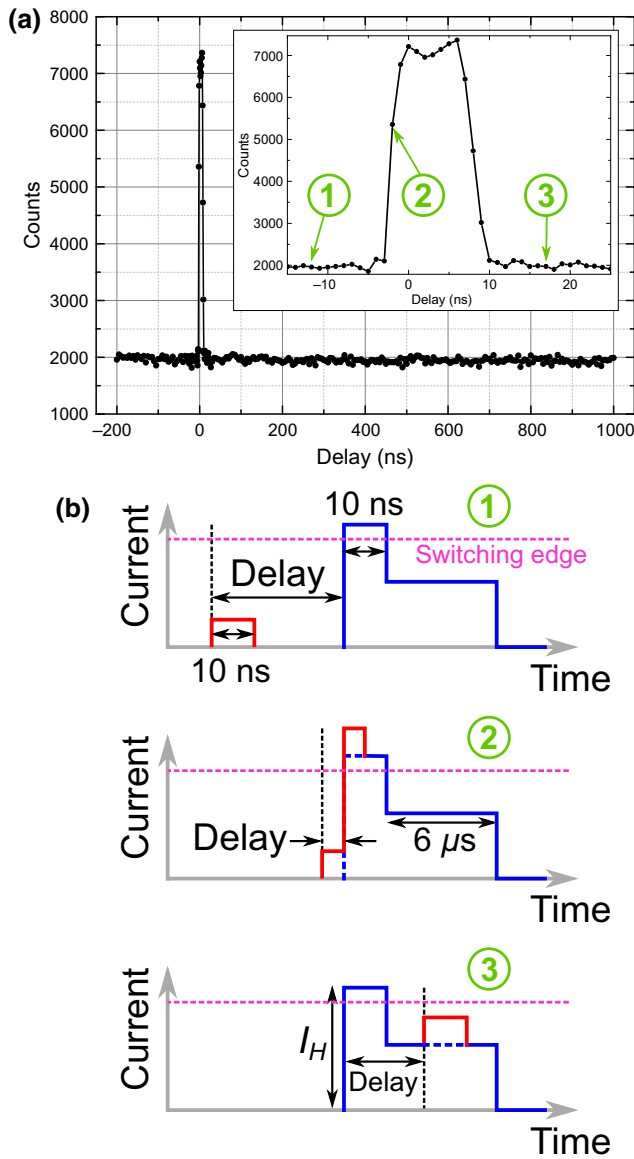 (a)
8000
7000
6000
5000
4000
3000
2000
1000
Counts
–200
0
200
400
600
800
1000
Delay (ns)
7000
6000
5000
4000
3000
2000
Counts
–10
0
10
20
Delay (ns)
1
2
3
(b)
1
10 ns
Switching edge
Delay
Current
10 ns
Time
2
Current
Delay
6 μs
Time
3
Current
I_H
Delay
Time